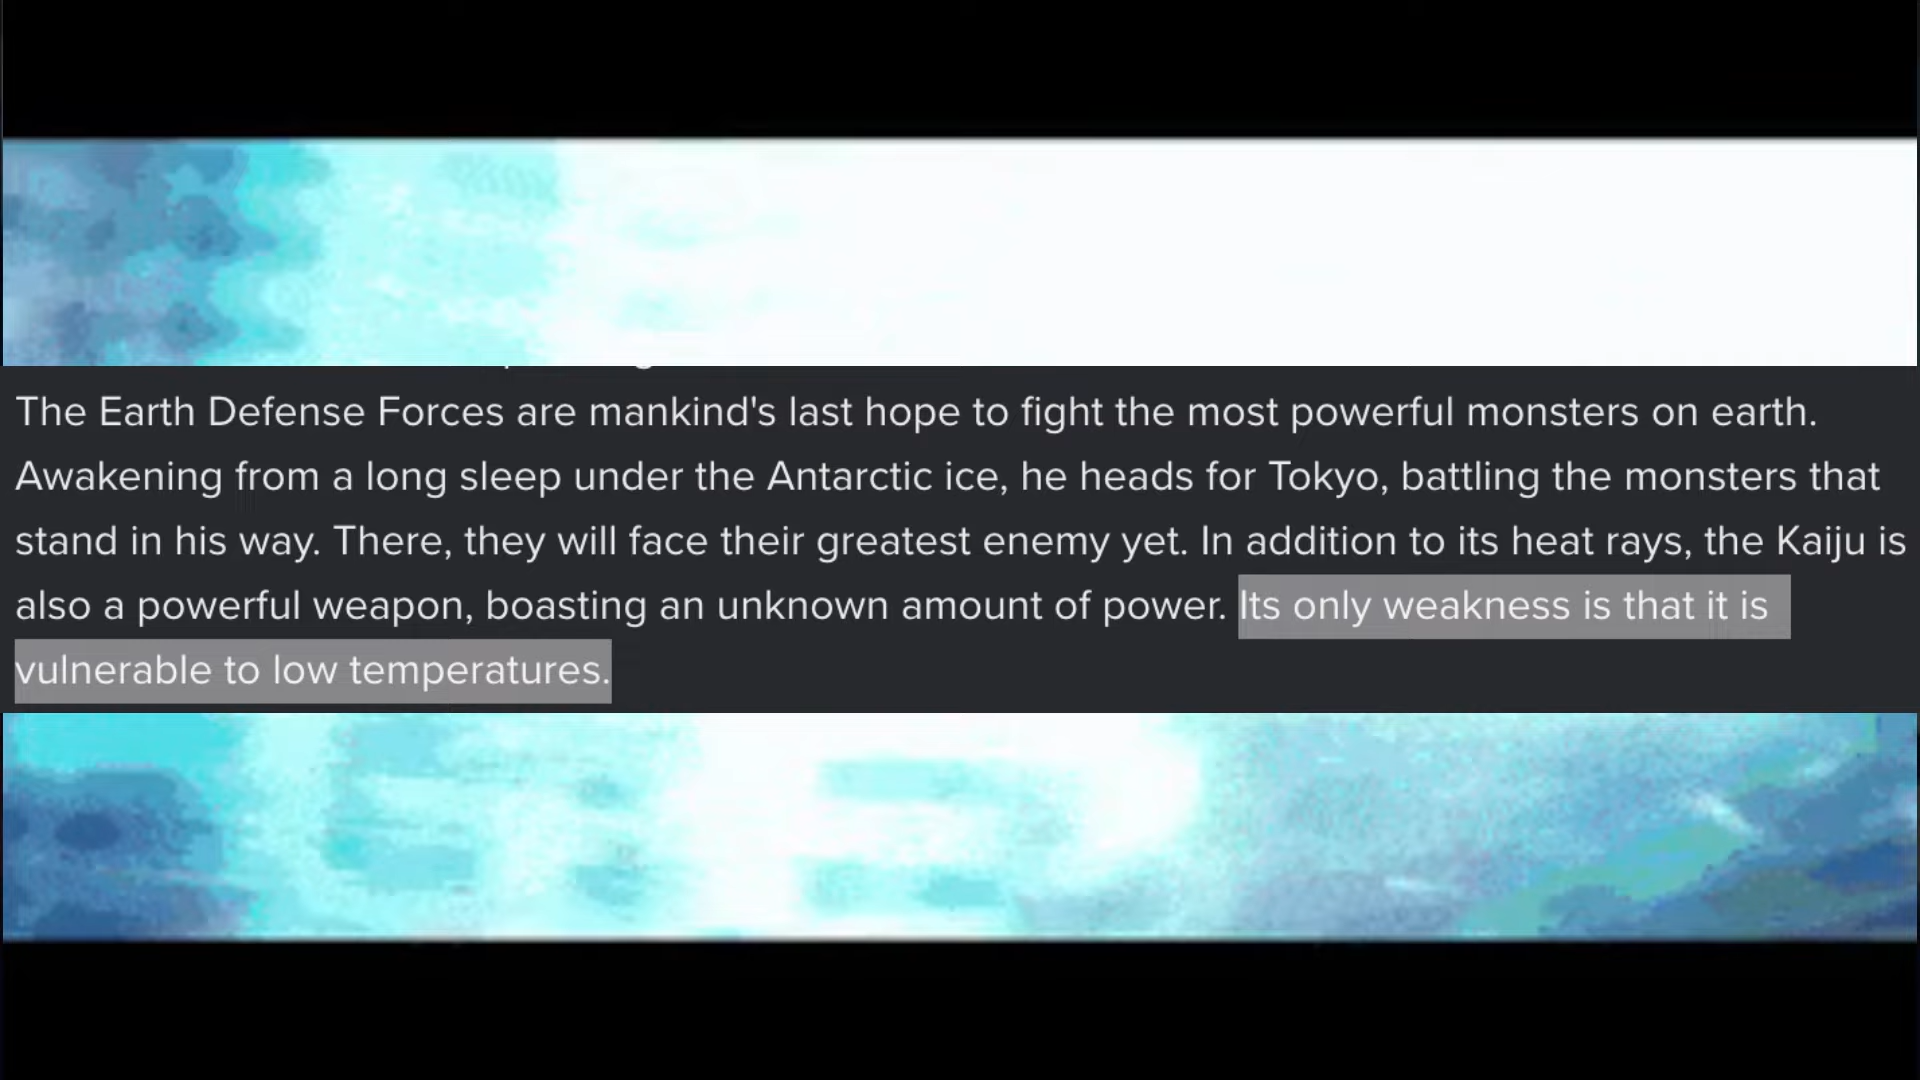 The Earth Defense Forces are mankind's last hope to fight the most powerful monsters on earth.
Awakening from a long sleep under the Antarctic ice, he heads for Tokyo, battling the monsters that
stand in his way. There, they will face their greatest enemy yet. In addition to its heat rays, the Kaiju is
also a powerful weapon, boasting an unknown amount of power. Its only weakness is that it is
vulnerable to low temperatures.